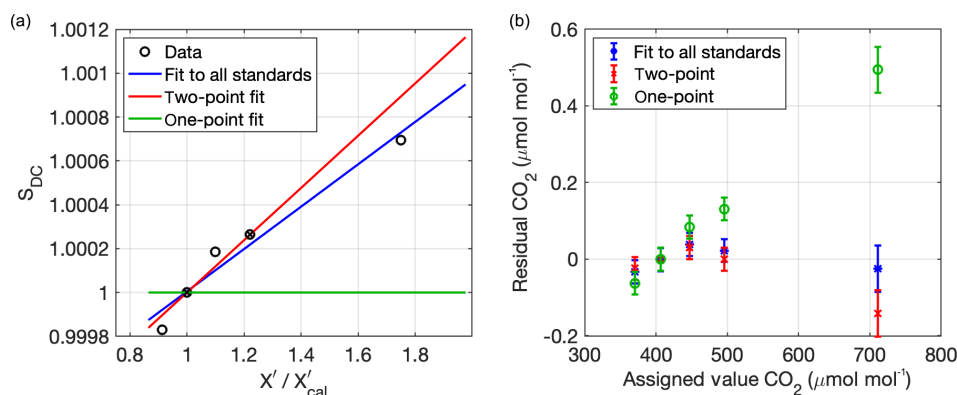 (a)
1.0012
1.001
1.0008
1.0006
1.0004
1.0002
1
0.9998
S_DC
Data
Fit to all standards
Two-point fit
One-point fit
0.8
1
1.2
1.4
1.6
1.8
X′ / X′_cal
(b)
0.6
0.4
0.2
0
-0.2
Residual CO₂ (μmol mol⁻¹)
Fit to all standards
Two-point
One-point
300
400
500
600
700
800
Assigned value CO₂ (μmol mol⁻¹)